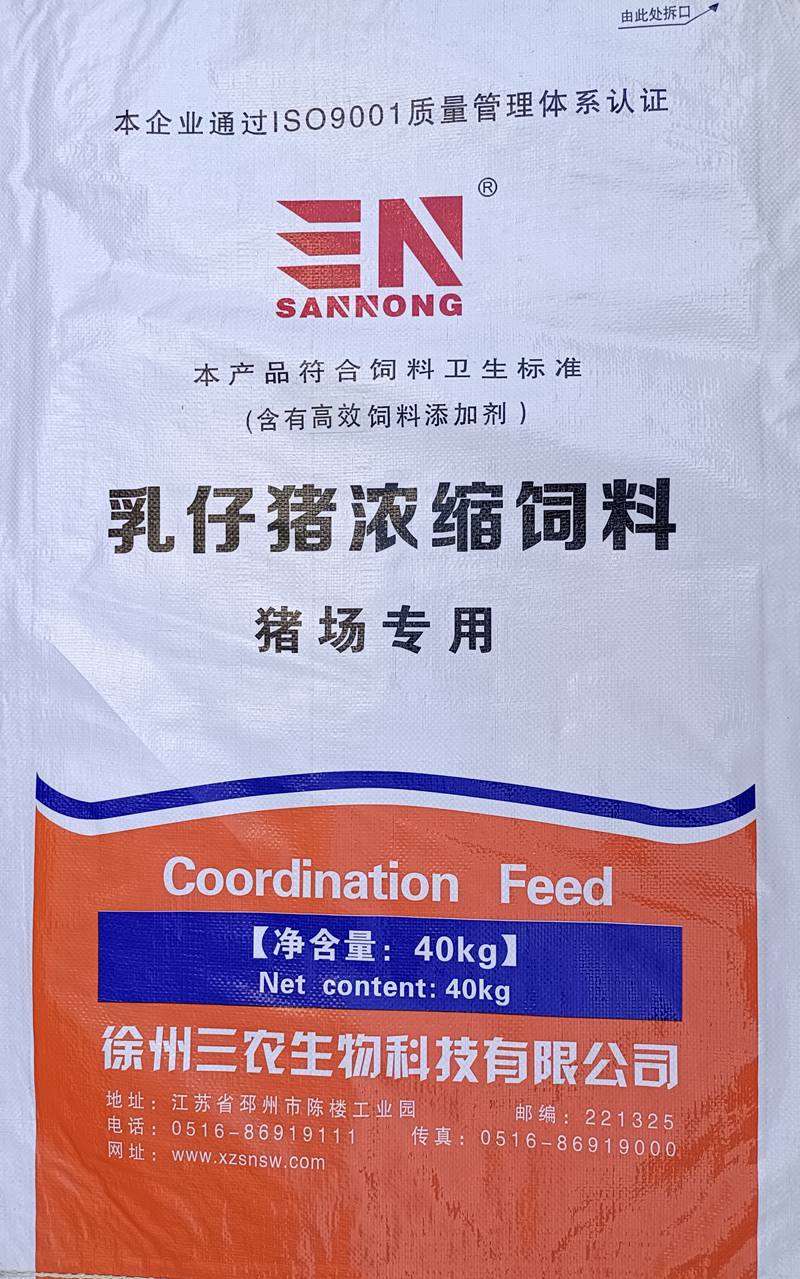 由此处拆口
本企业通过ISO9001质量管理体系认证
®
SANNONG
本产品符合饲料卫生标准
(含有高效饲料添加剂)
乳仔猪浓缩饲料
猪场专用
Coordination Feed
【净含量：40kg】
Net content: 40kg
徐州三农生物科技有限公司
地址：江苏省邳州市陈楼工业园 邮编：221325
电话：0516-86919111 传真：0516-86919000
网址：www.xzsnsw.com